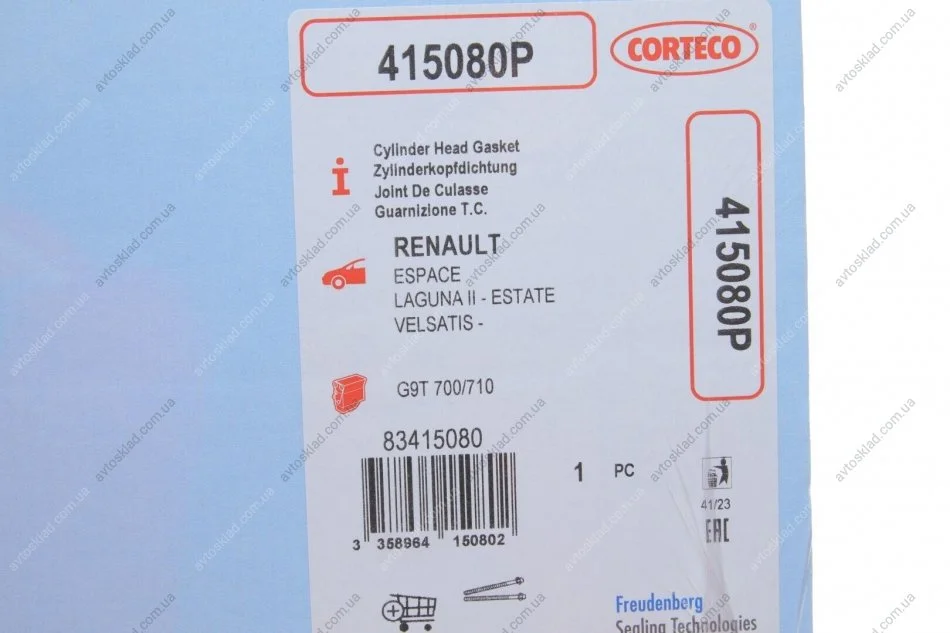 415080P
CORTECO®
Cylinder Head Gasket
Zylinderkopfdichtung
Joint De Culasse
Guarnizione T.C.
RENAULT
ESPACE
LAGUNA II - ESTATE
VELSATIS -
G9T 700/710
83415080
3 358964 150802
1 PC
41/23
EAC
415080P
Freudenberg
Sealing Technologies
avtosklad.com.ua